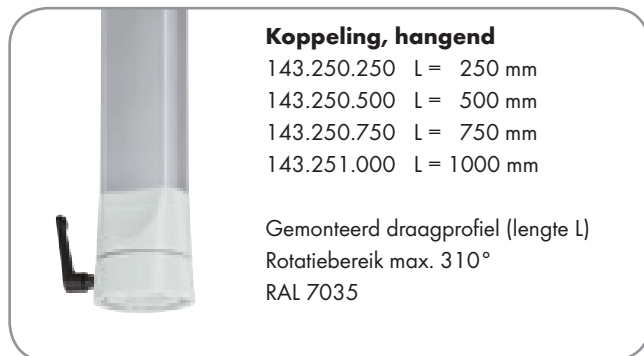 Koppeling, hangend
143.250.250 L = 250 mm
143.250.500 L = 500 mm
143.250.750 L = 750 mm
143.251.000 L = 1000 mm
Gemonteerd draagprofiel (lengte L)
Rotatiebereik max. 310°
RAL 7035